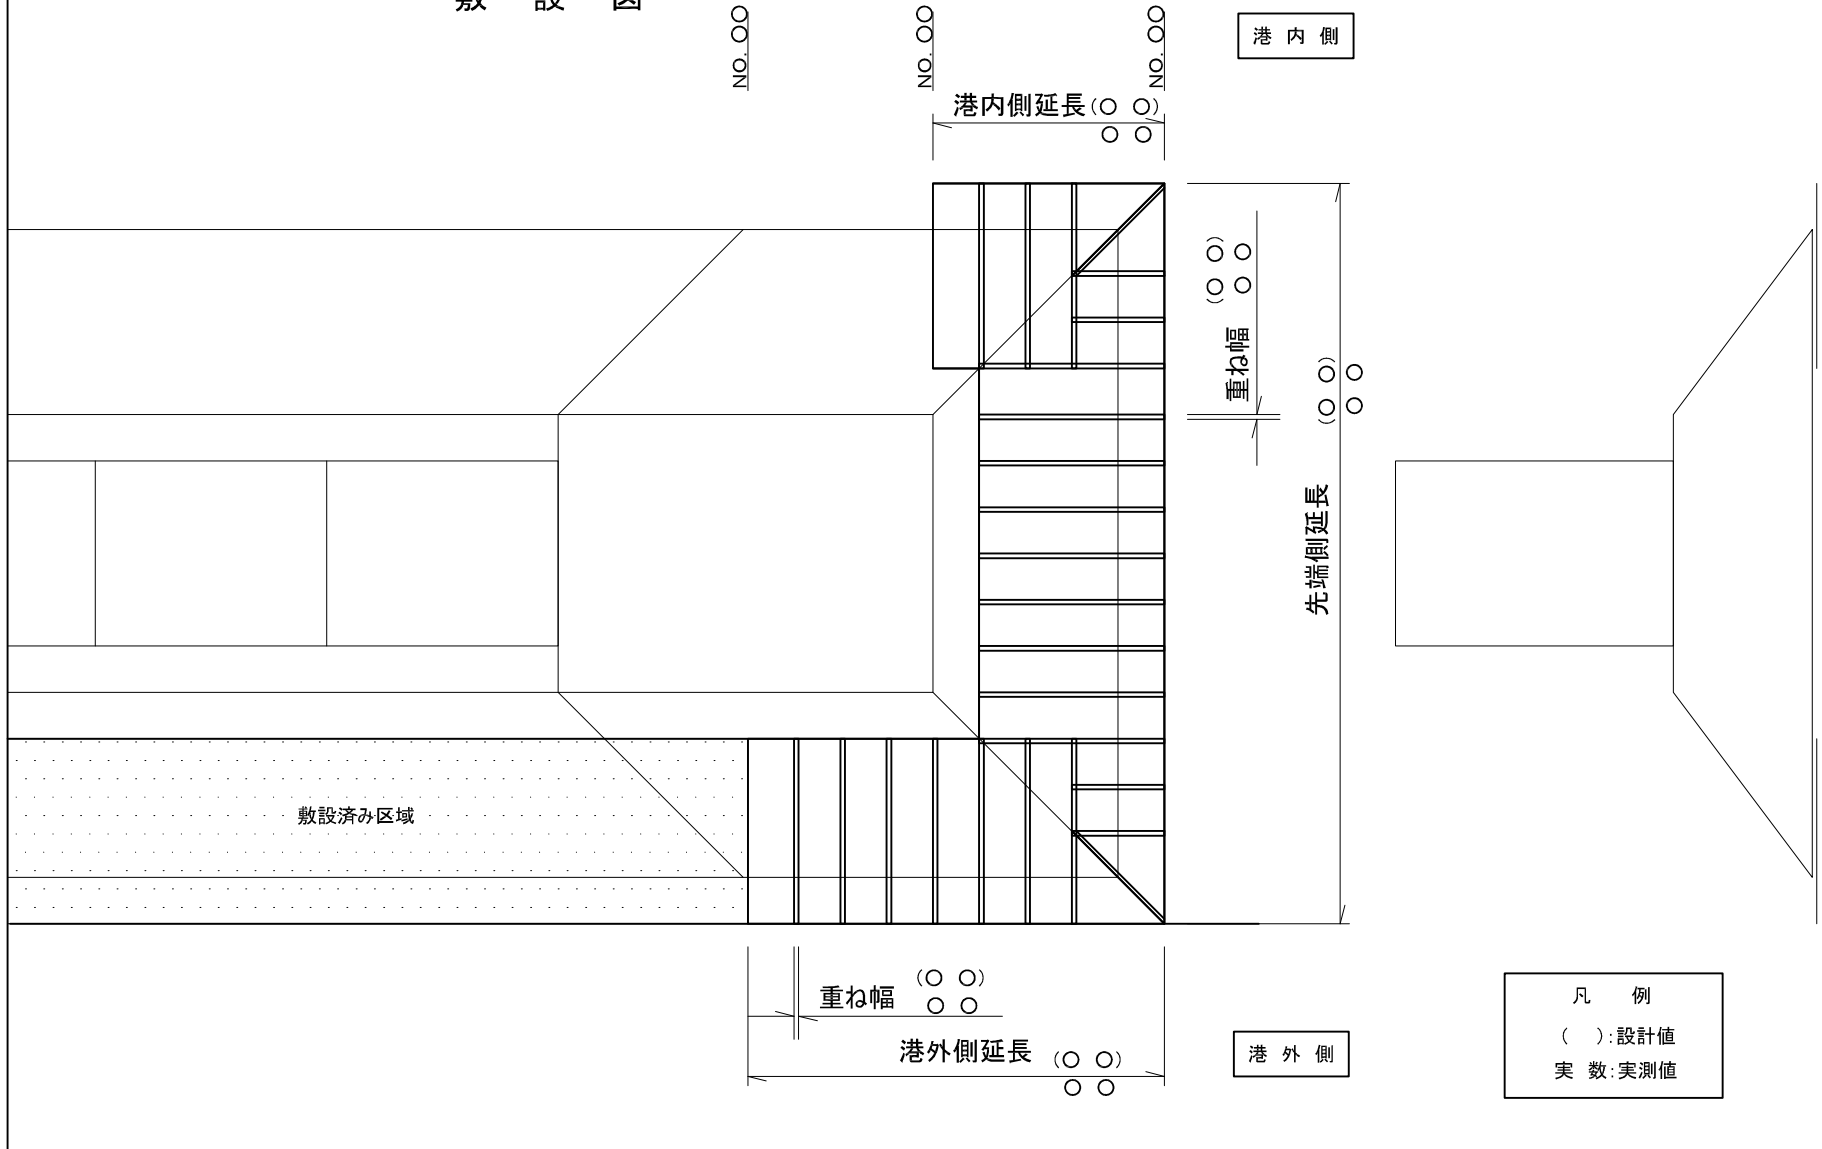 敷 設 図
NO. ○○
NO. ○○
NO. ○○
港 内 側
港内側延長(○ ○)
○ ○
重ね幅 (○ ○)
○ ○
先端側延長 (○ ○)
○ ○
敷設済み区域
重ね幅 (○ ○)
○ ○
港外側延長 (○ ○)
○ ○
港 外 側
凡 例
( ):設計値
実 数:実測値